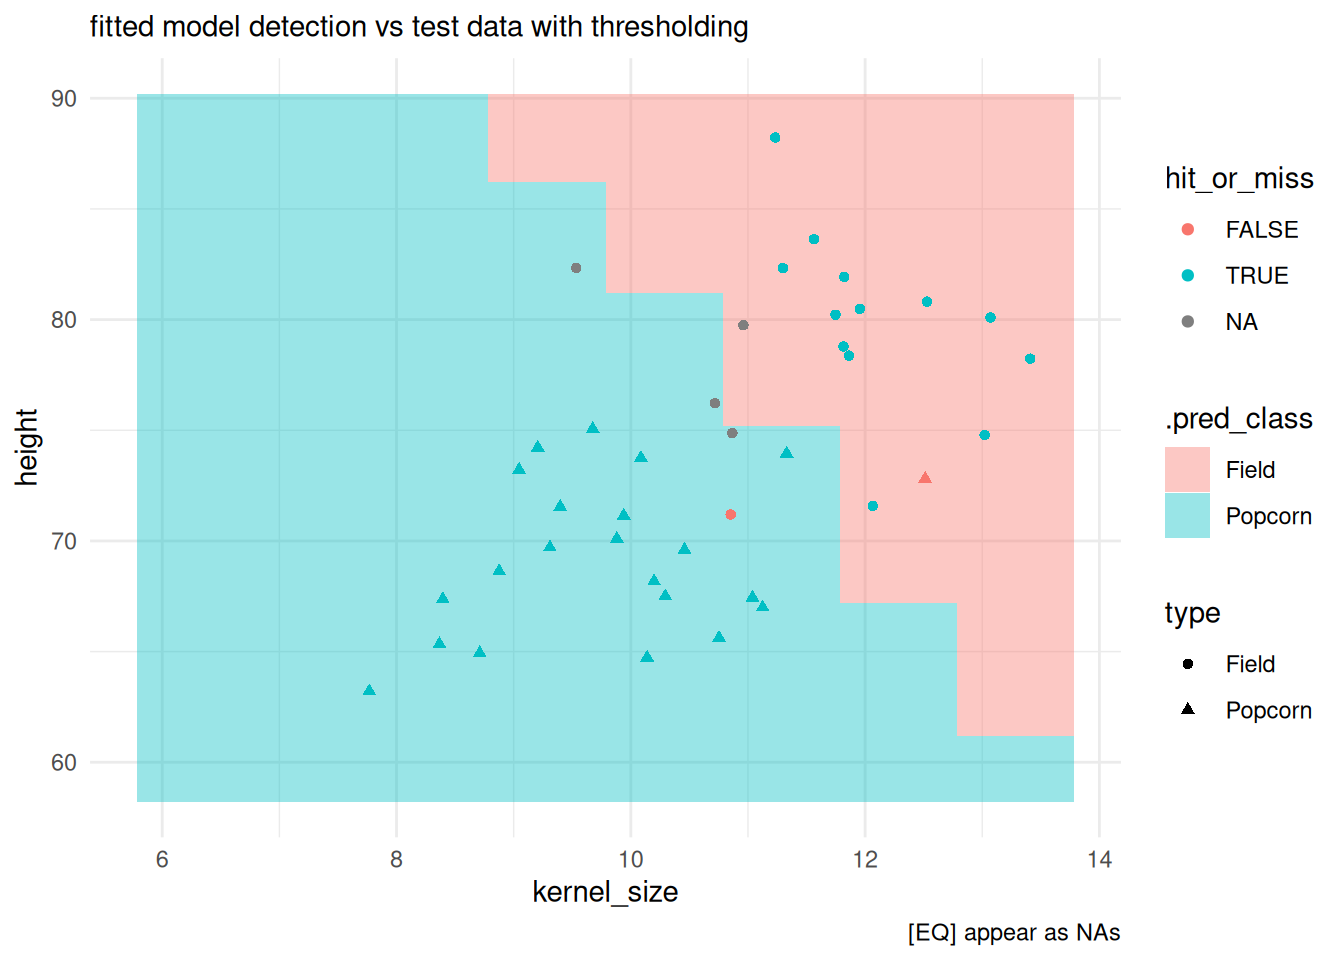 fitted model detection vs test data with thresholding
90
80
70
60
height
6
8
10
12
14
kernel_size
hit_or_miss
FALSE
TRUE
NA
.pred_class
Field
Popcorn
type
Field
Popcorn
[EQ] appear as NAs